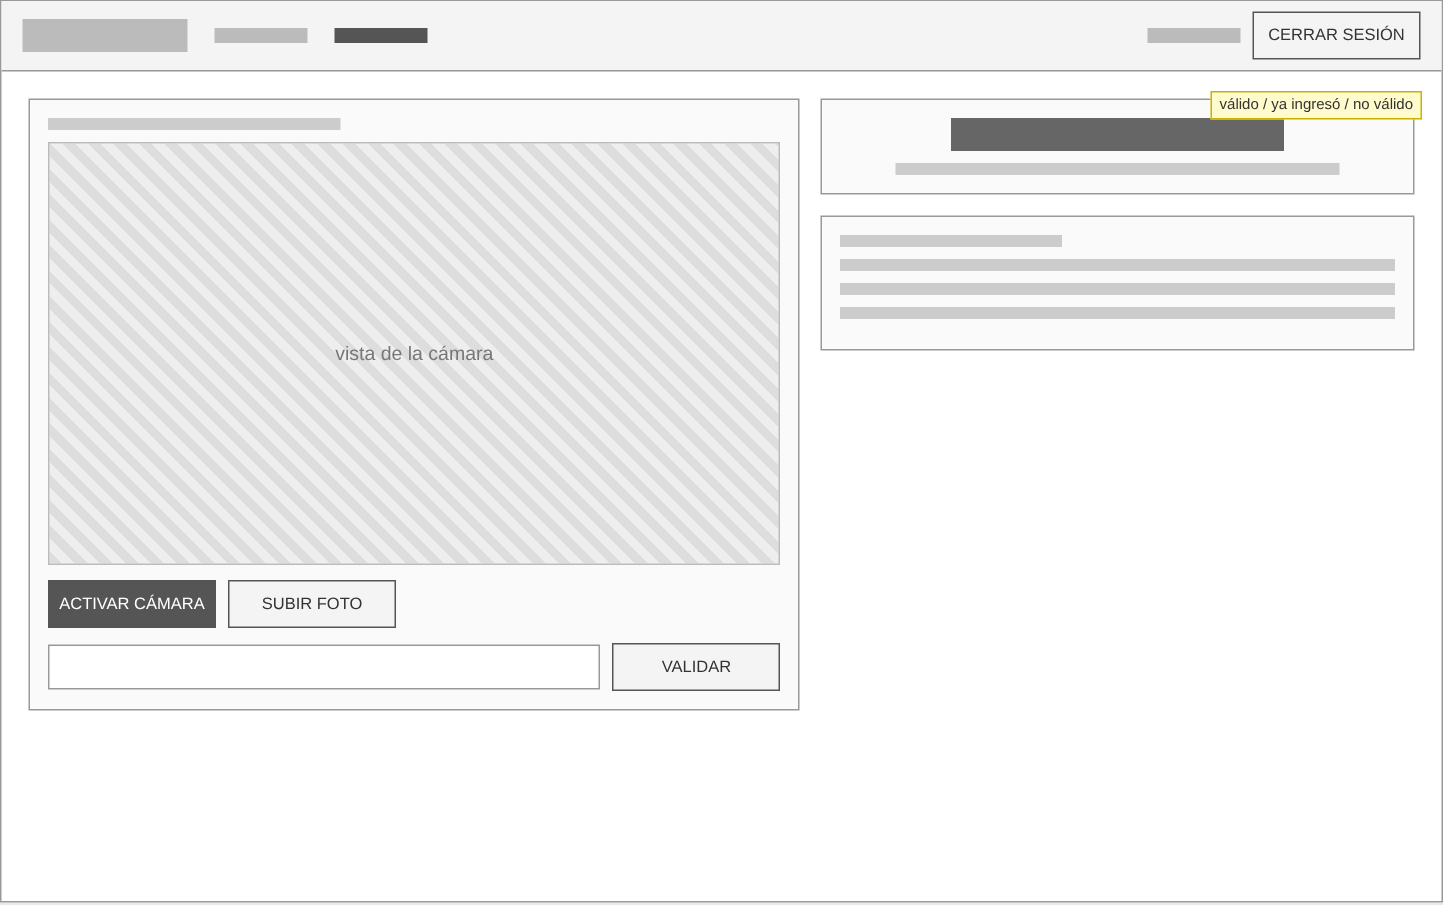 CERRAR SESIÓN
válido / ya ingresó / no válido
vista de la cámara
ACTIVAR CÁMARA
SUBIR FOTO
VALIDAR